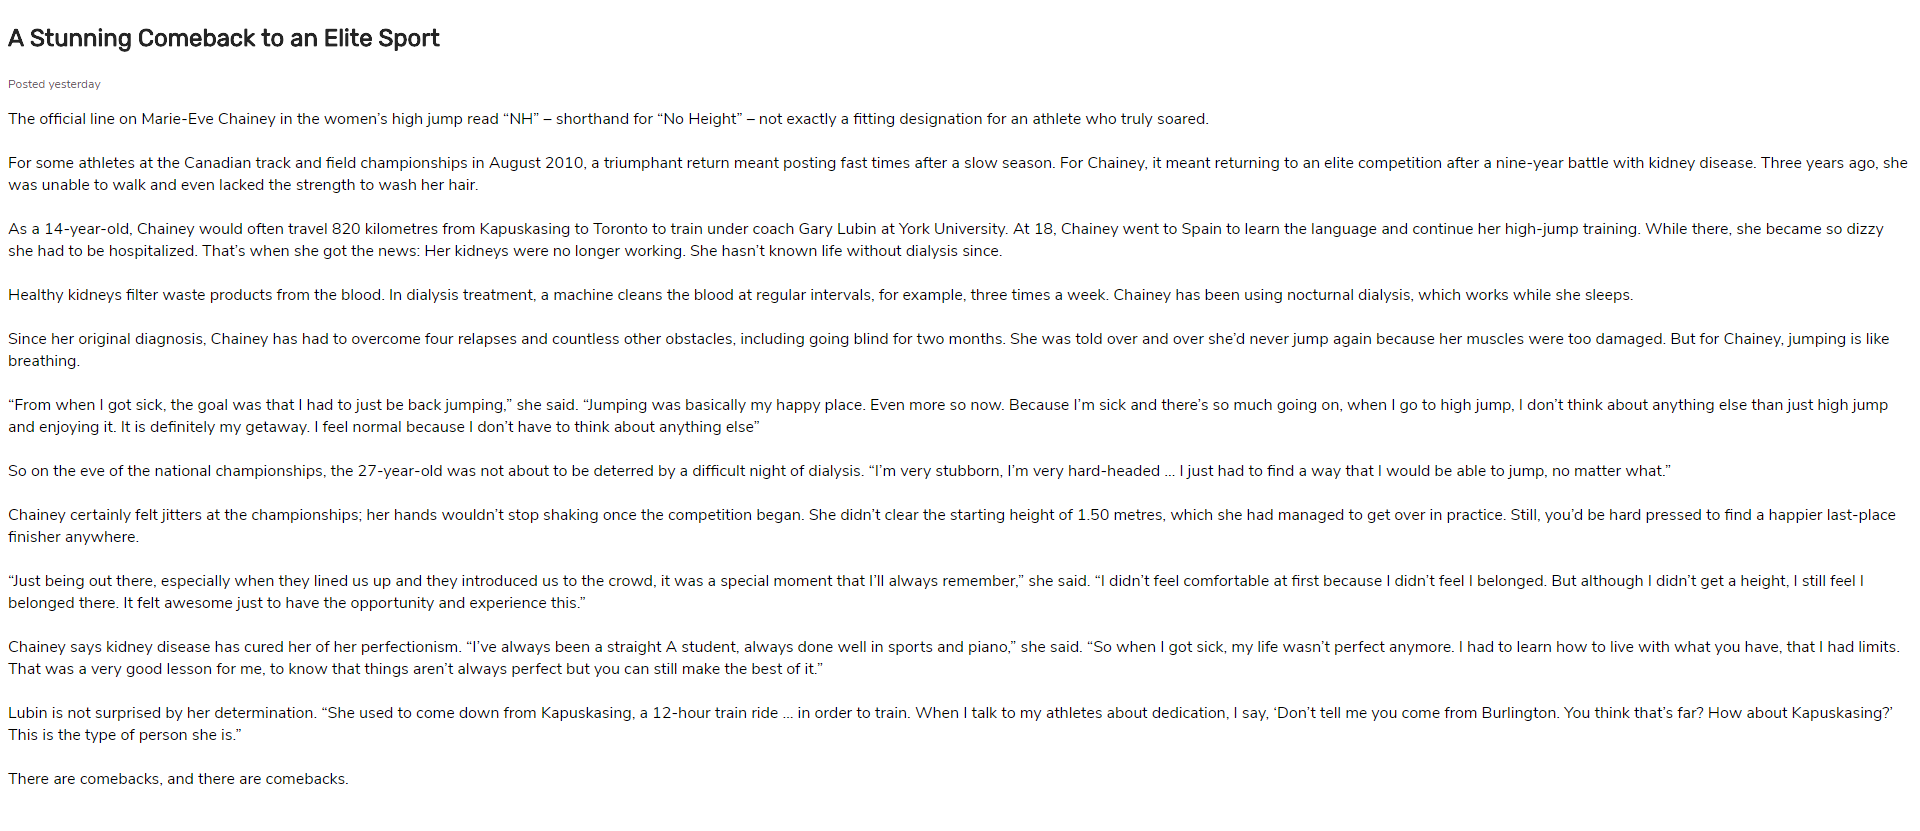 A Stunning Comeback to an Elite Sport
Posted yesterday
The official line on Marie-Eve Chainey in the women’s high jump read “NH” – shorthand for “No Height” – not exactly a fitting designation for an athlete who truly soared.
For some athletes at the Canadian track and field championships in August 2010, a triumphant return meant posting fast times after a slow season. For Chainey, it meant returning to an elite competition after a nine-year battle with kidney disease. Three years ago, she
was unable to walk and even lacked the strength to wash her hair.
As a 14-year-old, Chainey would often travel 820 kilometres from Kapuskasing to Toronto to train under coach Gary Lubin at York University. At 18, Chainey went to Spain to learn the language and continue her high-jump training. While there, she became so dizzy
she had to be hospitalized. That’s when she got the news: Her kidneys were no longer working. She hasn’t known life without dialysis since.
Healthy kidneys filter waste products from the blood. In dialysis treatment, a machine cleans the blood at regular intervals, for example, three times a week. Chainey has been using nocturnal dialysis, which works while she sleeps.
Since her original diagnosis, Chainey has had to overcome four relapses and countless other obstacles, including going blind for two months. She was told over and over she’d never jump again because her muscles were too damaged. But for Chainey, jumping is like
breathing.
“From when I got sick, the goal was that I had to just be back jumping,” she said. “Jumping was basically my happy place. Even more so now. Because I’m sick and there’s so much going on, when I go to high jump, I don’t think about anything else than just high jump
and enjoying it. It is definitely my getaway. I feel normal because I don’t have to think about anything else”
So on the eve of the national championships, the 27-year-old was not about to be deterred by a difficult night of dialysis. “I’m very stubborn, I’m very hard-headed ... I just had to find a way that I would be able to jump, no matter what.”
Chainey certainly felt jitters at the championships; her hands wouldn’t stop shaking once the competition began. She didn’t clear the starting height of 1.50 metres, which she had managed to get over in practice. Still, you’d be hard pressed to find a happier last-place
finisher anywhere.
“Just being out there, especially when they lined us up and they introduced us to the crowd, it was a special moment that I’ll always remember,” she said. “I didn’t feel comfortable at first because I didn’t feel I belonged. But although I didn’t get a height, I still feel I
belonged there. It felt awesome just to have the opportunity and experience this.”
Chainey says kidney disease has cured her of her perfectionism. “I’ve always been a straight A student, always done well in sports and piano,” she said. “So when I got sick, my life wasn’t perfect anymore. I had to learn how to live with what you have, that I had limits.
That was a very good lesson for me, to know that things aren’t always perfect but you can still make the best of it.”
Lubin is not surprised by her determination. “She used to come down from Kapuskasing, a 12-hour train ride ... in order to train. When I talk to my athletes about dedication, I say, ‘Don’t tell me you come from Burlington. You think that’s far? How about Kapuskasing?’
This is the type of person she is.”
There are comebacks, and there are comebacks.